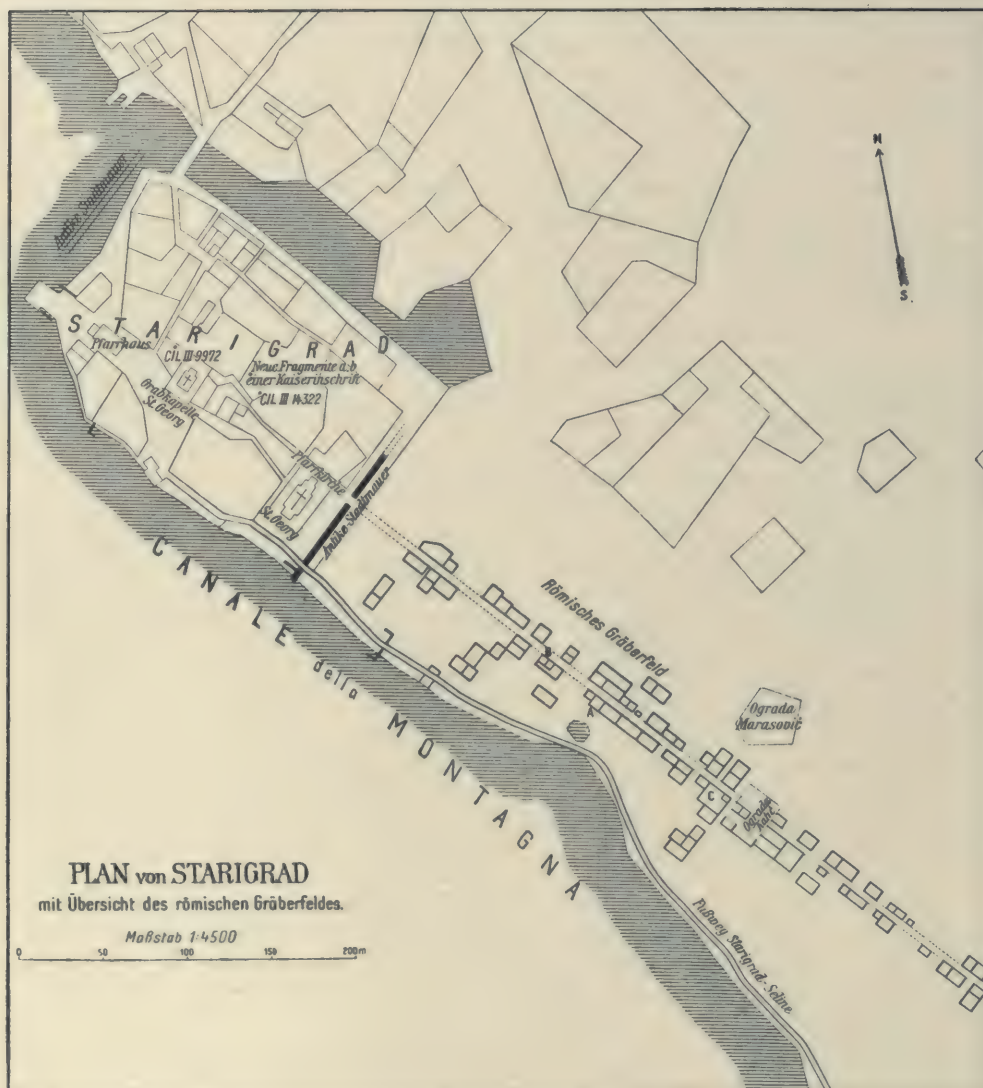 N
S.
Antike Stadtmauer
STARIGRAD
Pfarrhaus
CIL III 9972
Neue Fragmente a.b
einer Kaiserinschrift
CIL III 14322
Grabkapelle
St. Georg
Pfarrkirche
St. Georg
Antike Stadtmauer
CANALE della MONTAGNA
Römisches Gräberfeld
B
A
C
Ograda
Marasović
Ograda
Fußweg Starigrad-Seline
PLAN von STARIGRAD
mit Übersicht des römischen Gräberfeldes.
Maßstab 1:4500
0 50 100 150 200m